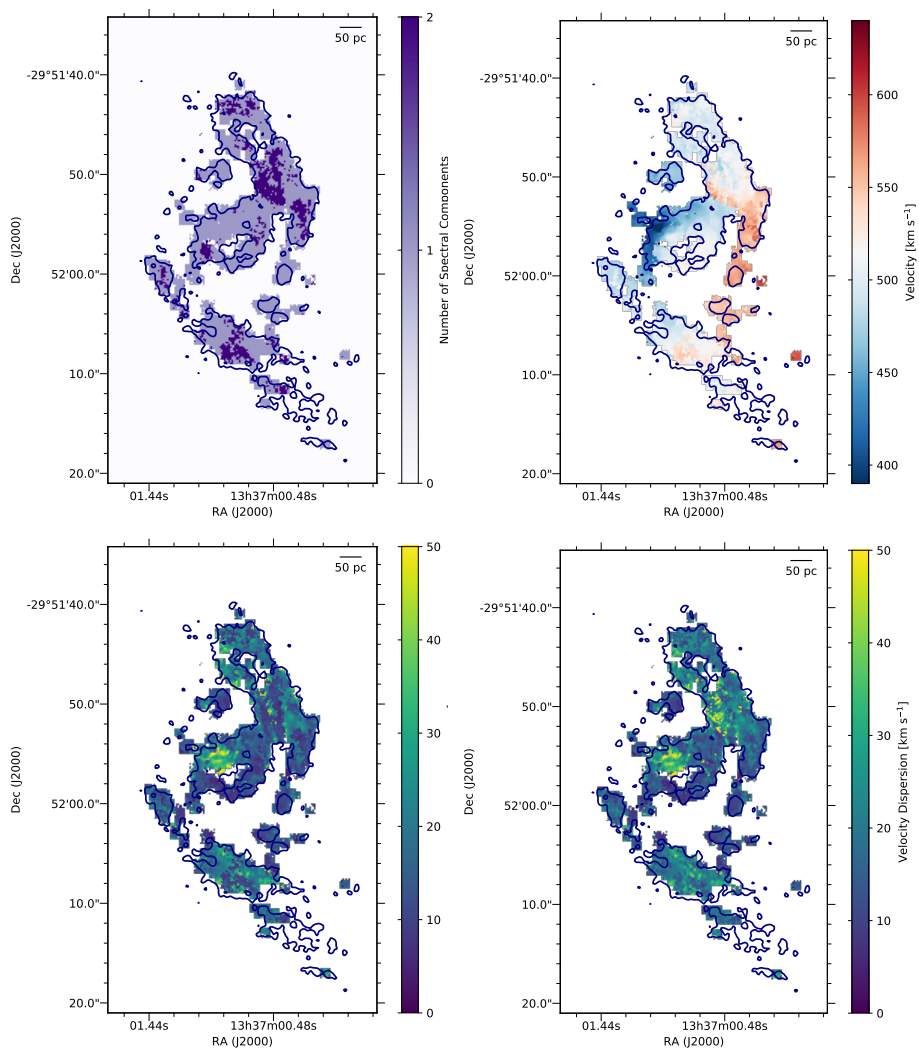 50 pc
-29°51'40.0"
50.0"
52'00.0"
10.0"
20.0"
Dec (J2000)
01.44s
13h37m00.48s
RA (J2000)
2
1
0
Number of Spectral Components
50 pc
-29°51'40.0"
50.0"
52'00.0"
10.0"
20.0"
Dec (J2000)
01.44s
13h37m00.48s
RA (J2000)
600
550
500
450
400
Velocity [km s⁻¹]
50 pc
-29°51'40.0"
50.0"
52'00.0"
10.0"
20.0"
Dec (J2000)
01.44s
13h37m00.48s
RA (J2000)
50
40
30
20
10
0
50 pc
-29°51'40.0"
50.0"
52'00.0"
10.0"
20.0"
Dec (J2000)
01.44s
13h37m00.48s
RA (J2000)
50
40
30
20
10
0
Velocity Dispersion [km s⁻¹]